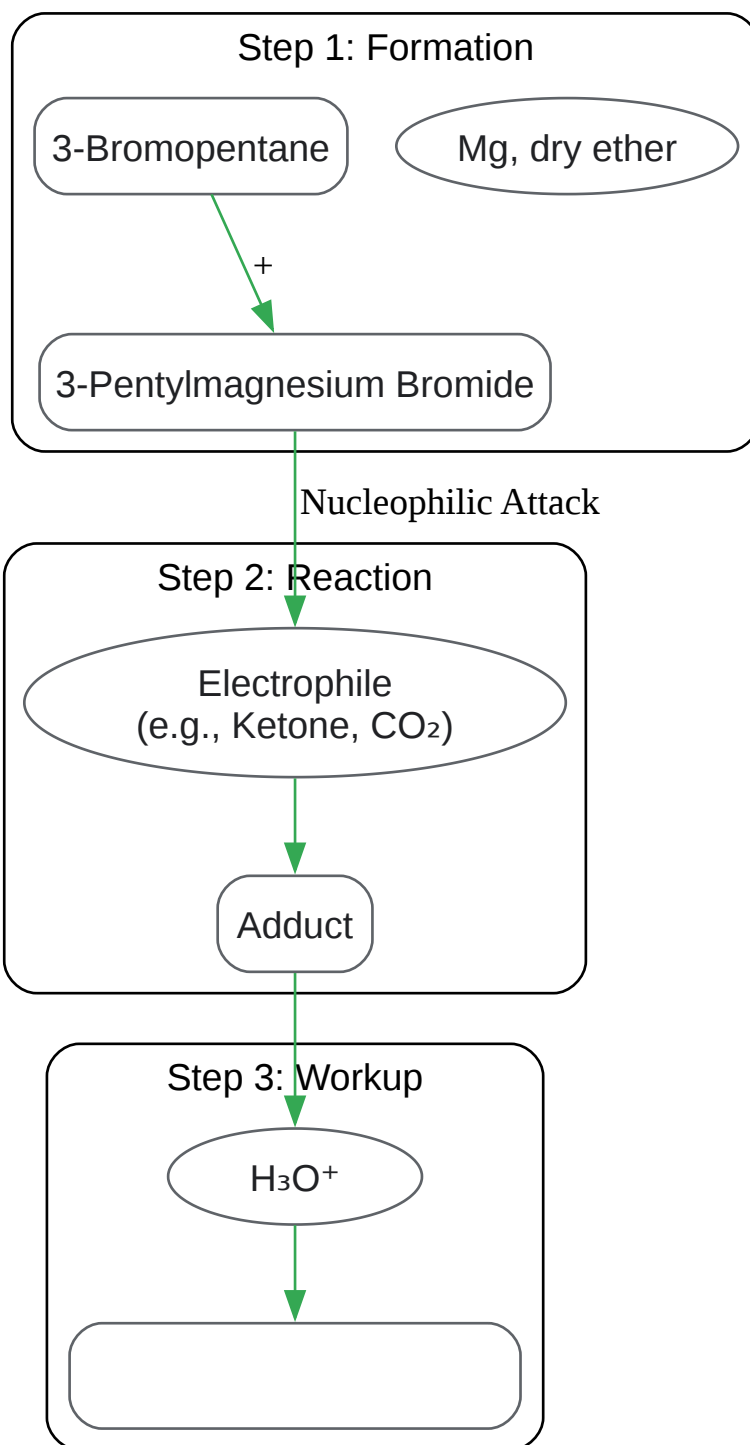 Step 1: Formation
3-Bromopentane
Mg, dry ether
+
3-Pentylmagnesium Bromide
Nucleophilic Attack
Step 2: Reaction
Electrophile
(e.g., Ketone, CO₂)
Adduct
Step 3: Workup
H₃O⁺